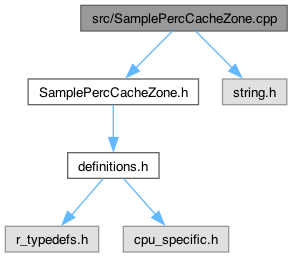 src/SamplePercCacheZone.cpp
SamplePercCacheZone.h
string.h
definitions.h
r_typedefs.h
cpu_specific.h